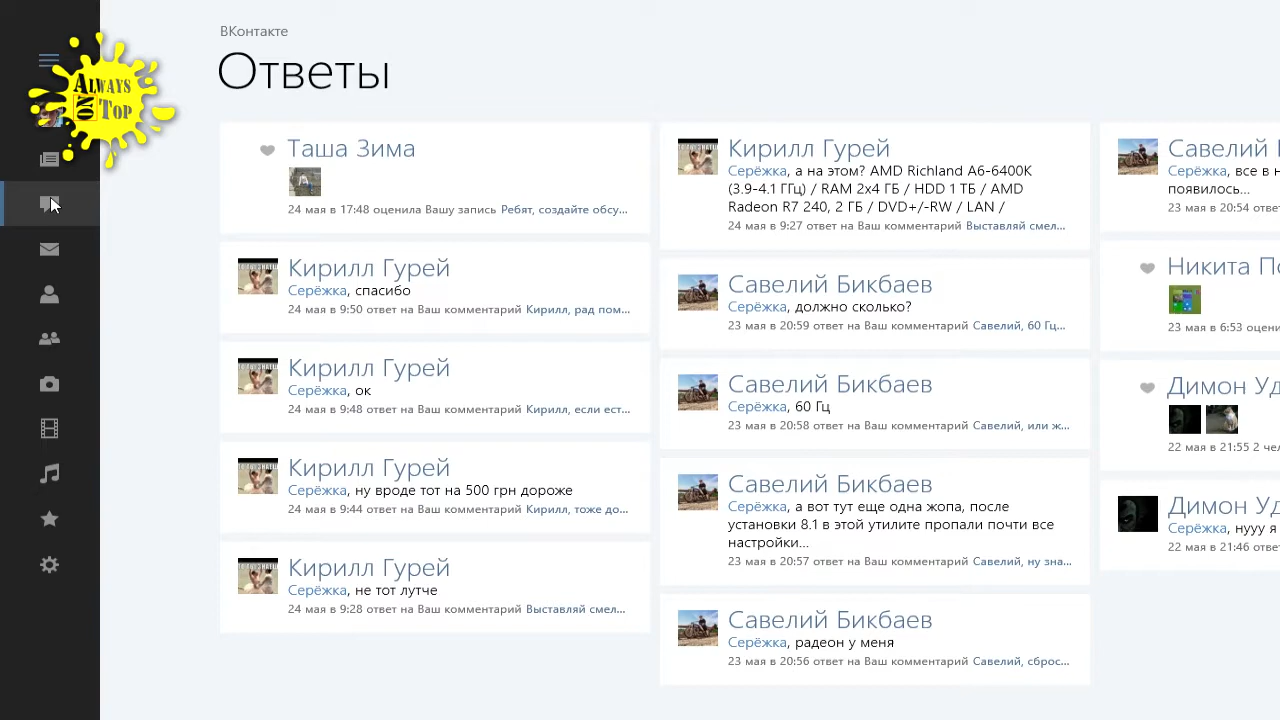 ALWAYS
ON
TOP
ВКонтакте
Ответы
Таша Зима
24 мая в 17:48 оценила Вашу запись Ребят, создайте обсу...
Кирилл Гурей
Серёжка, спасибо
24 мая в 9:50 ответ на Ваш комментарий Кирилл, рад пом...
Кирилл Гурей
Серёжка, ок
24 мая в 9:48 ответ на Ваш комментарий Кирилл, если ест...
Кирилл Гурей
Серёжка, ну вроде тот на 500 грн дороже
24 мая в 9:44 ответ на Ваш комментарий Кирилл, тоже до...
Кирилл Гурей
Серёжка, не тот лутче
24 мая в 9:28 ответ на Ваш комментарий Выставляй смел...
Кирилл Гурей
Серёжка, а на этом? AMD Richland A6-6400K
(3.9-4.1 ГГц) / RAM 2x4 ГБ / HDD 1 ТБ / AMD
Radeon R7 240, 2 ГБ / DVD+/-RW / LAN /
24 мая в 9:27 ответ на Ваш комментарий Выставляй смел...
Савелий Бикбаев
Серёжка, должно сколько?
23 мая в 20:59 ответ на Ваш комментарий Савелий, 60 Гц...
Савелий Бикбаев
Серёжка, 60 Гц
23 мая в 20:58 ответ на Ваш комментарий Савелий, или ж...
Савелий Бикбаев
Серёжка, а вот тут еще одна жопа, после
установки 8.1 в этой утилите пропали почти все
настройки...
23 мая в 20:57 ответ на Ваш комментарий Савелий, ну зна...
Савелий Бикбаев
Серёжка, радеон у меня
23 мая в 20:56 ответ на Ваш комментарий Савелий, сброс...
Савелий
Серёжка, все в
появилось...
23 мая в 20:54 ответ
Никита
23 мая в 6:53
Димон
22 мая в 21:55 2
Димон
Серёжка, нууу я
22 мая в 21:46